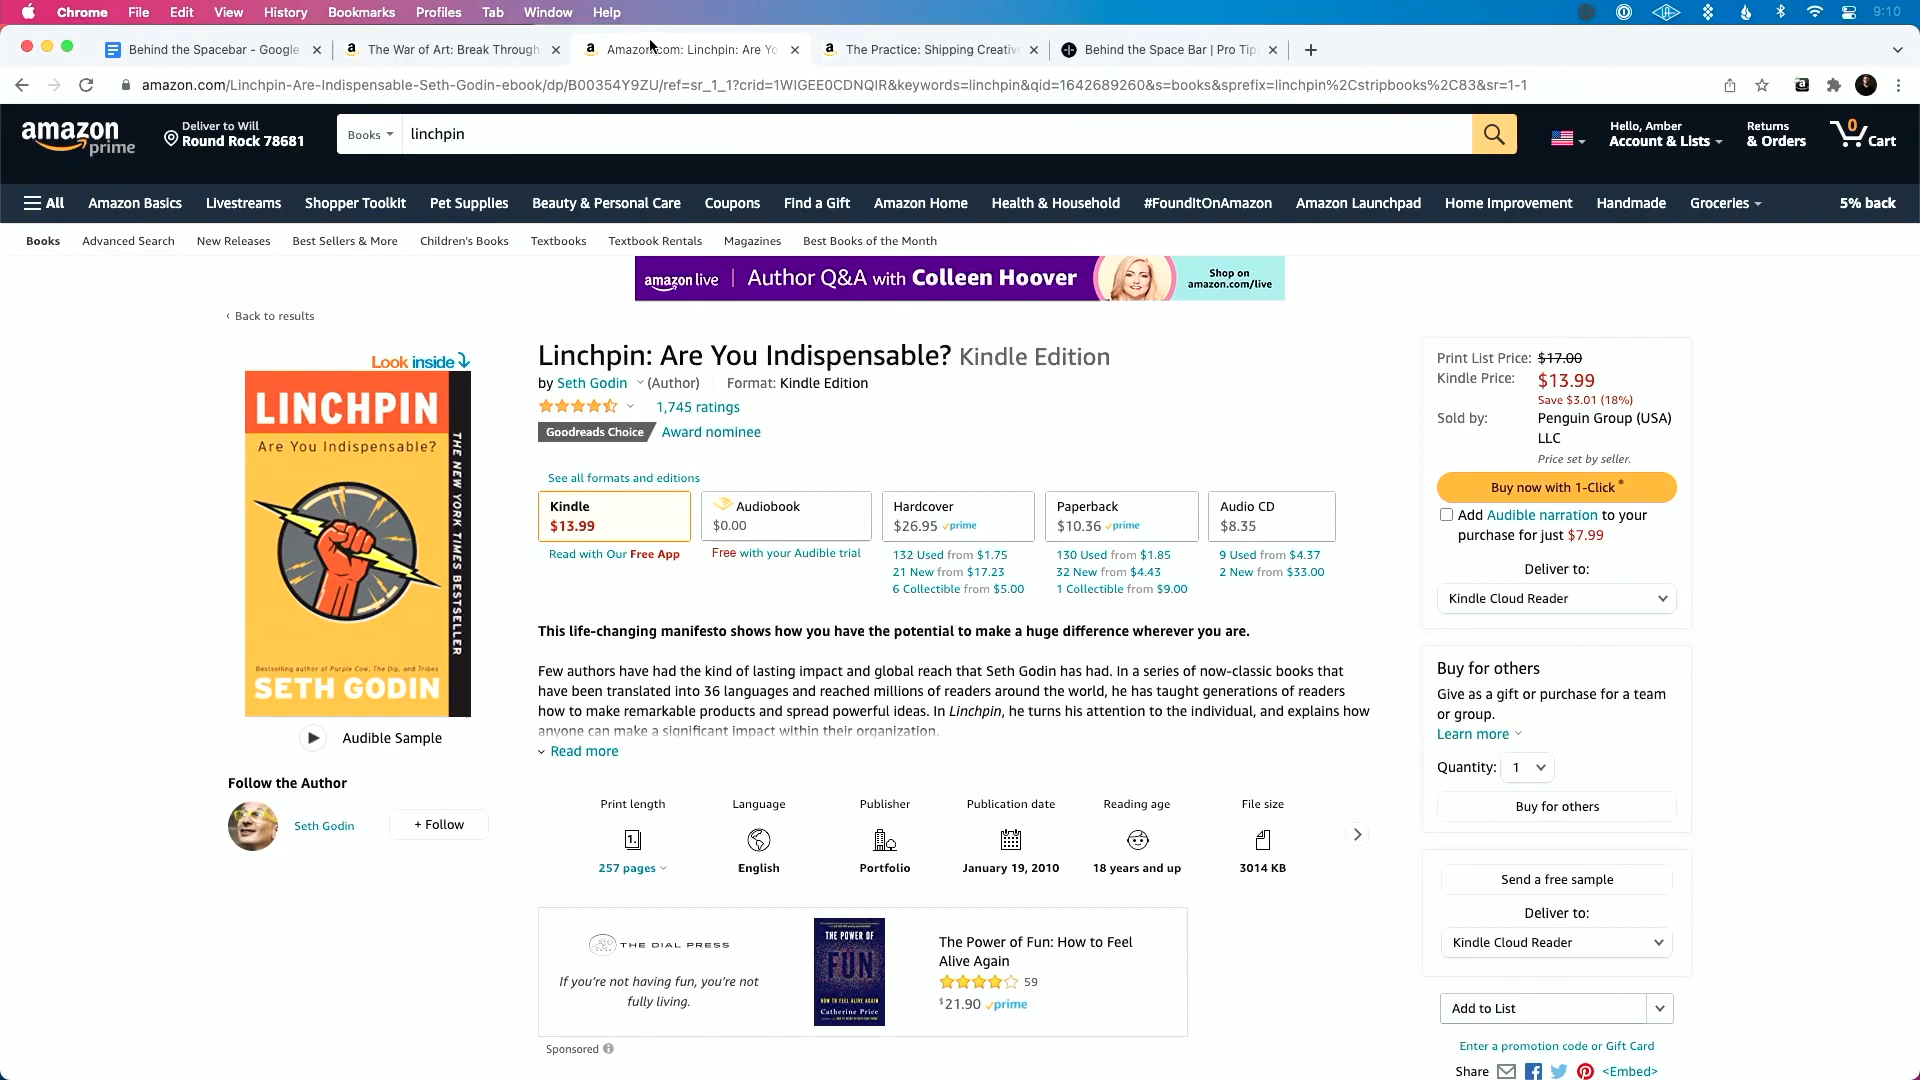 Chrome File Edit View History Bookmarks Profiles Tab Window Help 9:10
Behind the Spacebar - Google
The War of Art: Break Through
Amazon.com: Linchpin: Are Yo
The Practice: Shipping Creativ
Behind the Space Bar | Pro Tip
amazon.com/Linchpin-Are-Indispensable-Seth-Godin-ebook/dp/B00354Y9ZU/ref=sr_1_1?crid=1WIGEE0CDNQIR&keywords=linchpin&qid=1642689260&s=books&sprefix=linchpin%2Cstripbooks%2C83&sr=1-1
amazon prime
Deliver to Will
Round Rock 78681
Books linchpin
Hello, Amber
Account & Lists
Returns
& Orders
0 Cart
All Amazon Basics Livestreams Shopper Toolkit Pet Supplies Beauty & Personal Care Coupons Find a Gift Amazon Home Health & Household #FoundItOnAmazon Amazon Launchpad Home Improvement Handmade Groceries 5% back
Books Advanced Search New Releases Best Sellers & More Children's Books Textbooks Textbook Rentals Magazines Best Books of the Month
amazon live | Author Q&A with Colleen Hoover
Shop on
amazon.com/live
‹ Back to results
Look inside
LINCHPIN
Are You Indispensable?
THE NEW YORK TIMES BESTSELLER
Bestselling author of Purple Cow, The Dip, and Tribes
SETH GODIN
Audible Sample
Follow the Author
Seth Godin
+ Follow
Linchpin: Are You Indispensable? Kindle Edition
by Seth Godin (Author) Format: Kindle Edition
1,745 ratings
Goodreads Choice Award nominee
See all formats and editions
Kindle
$13.99
Read with Our Free App
Audiobook
$0.00
Free with your Audible trial
Hardcover
$26.95 prime
132 Used from $1.75
21 New from $17.23
6 Collectible from $5.00
Paperback
$10.36 prime
130 Used from $1.85
32 New from $4.43
1 Collectible from $9.00
Audio CD
$8.35
9 Used from $4.37
2 New from $33.00
This life-changing manifesto shows how you have the potential to make a huge difference wherever you are.
Few authors have had the kind of lasting impact and global reach that Seth Godin has had. In a series of now-classic books that
have been translated into 36 languages and reached millions of readers around the world, he has taught generations of readers
how to make remarkable products and spread powerful ideas. In Linchpin, he turns his attention to the individual, and explains how
anyone can make a significant impact within their organization.
Read more
Print length
257 pages
Language
English
Publisher
Portfolio
Publication date
January 19, 2010
Reading age
18 years and up
File size
3014 KB
THE DIAL PRESS
If you're not having fun, you're not
fully living.
THE POWER OF
FUN
HOW TO FEEL ALIVE AGAIN
Catherine Price
The Power of Fun: How to Feel
Alive Again
59
$21.90 prime
Sponsored
Print List Price: $17.00
Kindle Price: $13.99
Save $3.01 (18%)
Sold by: Penguin Group (USA)
LLC
Price set by seller.
Buy now with 1-Click ®
Add Audible narration to your
purchase for just $7.99
Deliver to:
Kindle Cloud Reader
Buy for others
Give as a gift or purchase for a team
or group.
Learn more
Quantity: 1
Buy for others
Send a free sample
Deliver to:
Kindle Cloud Reader
Add to List
Enter a promotion code or Gift Card
Share <Embed>